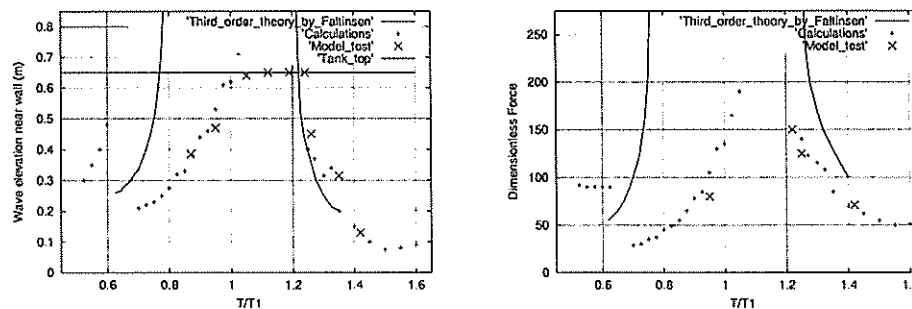 'Third_order_theory_by_Faltinsen'
'Calculations'
'Model_test'
'Tank_top'
Wave elevation near wall (m)
0.8
0.7
0.6
0.5
0.4
0.3
0.2
0.1
0
0.6
0.8
1
1.2
1.4
1.6
T/T1
'Third_order_theory_by_Faltinsen'
'Calculations'
'Model_test'
Dimensionless Force
250
200
150
100
50
0
0.6
0.8
1
1.2
1.4
1.6
T/T1